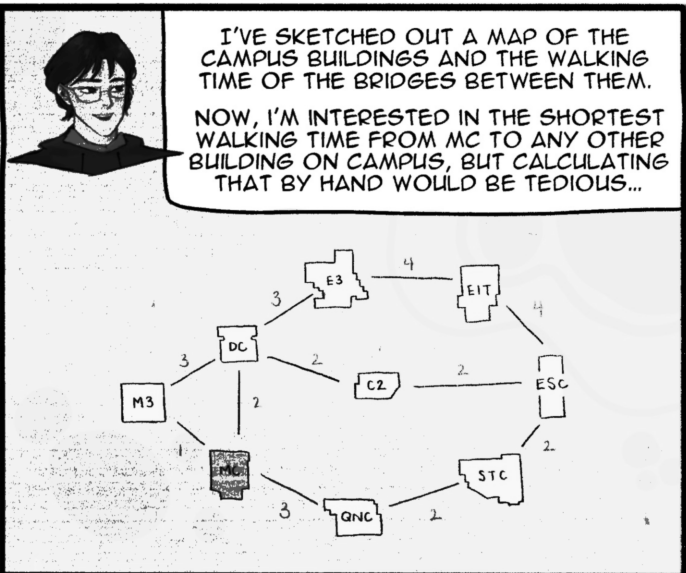 I'VE SKETCHED OUT A MAP OF THE
CAMPUS BUILDINGS AND THE WALKING
TIME OF THE BRIDGES BETWEEN THEM.
NOW, I'M INTERESTED IN THE SHORTEST
WALKING TIME FROM MC TO ANY OTHER
BUILDING ON CAMPUS, BUT CALCULATING
THAT BY HAND WOULD BE TEDIOUS...
4
E3
EIT
3
4
DC
3
2
2
C2
ESC
M3
2
1
2
MC
STC
3
QNC
2